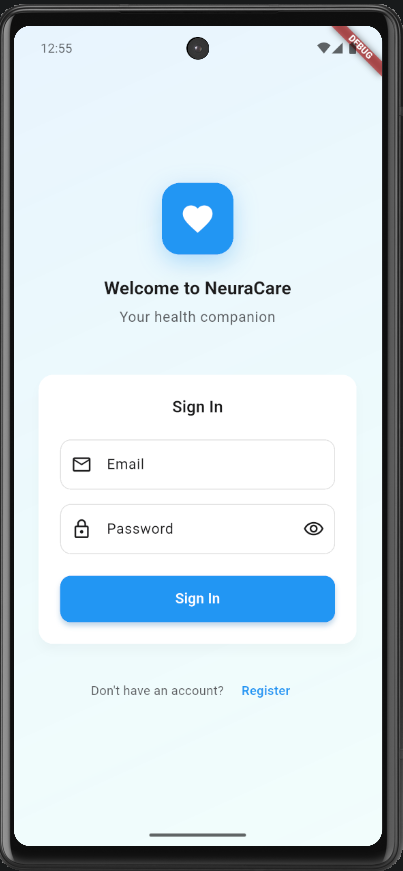 12:55
DEBUG
Welcome to NeuraCare
Your health companion
Sign In
Email
Password
Sign In
Don't have an account? Register